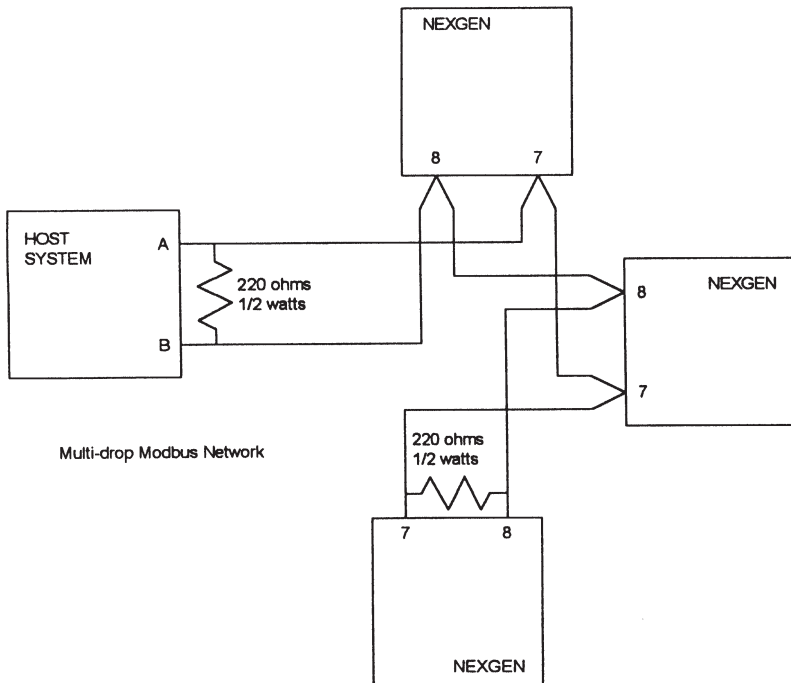 NEXGEN
8 7
HOST
SYSTEM
A
220 ohms
1/2 watts
B
8
NEXGEN
7
Multi-drop Modbus Network
220 ohms
1/2 watts
7 8
NEXGEN